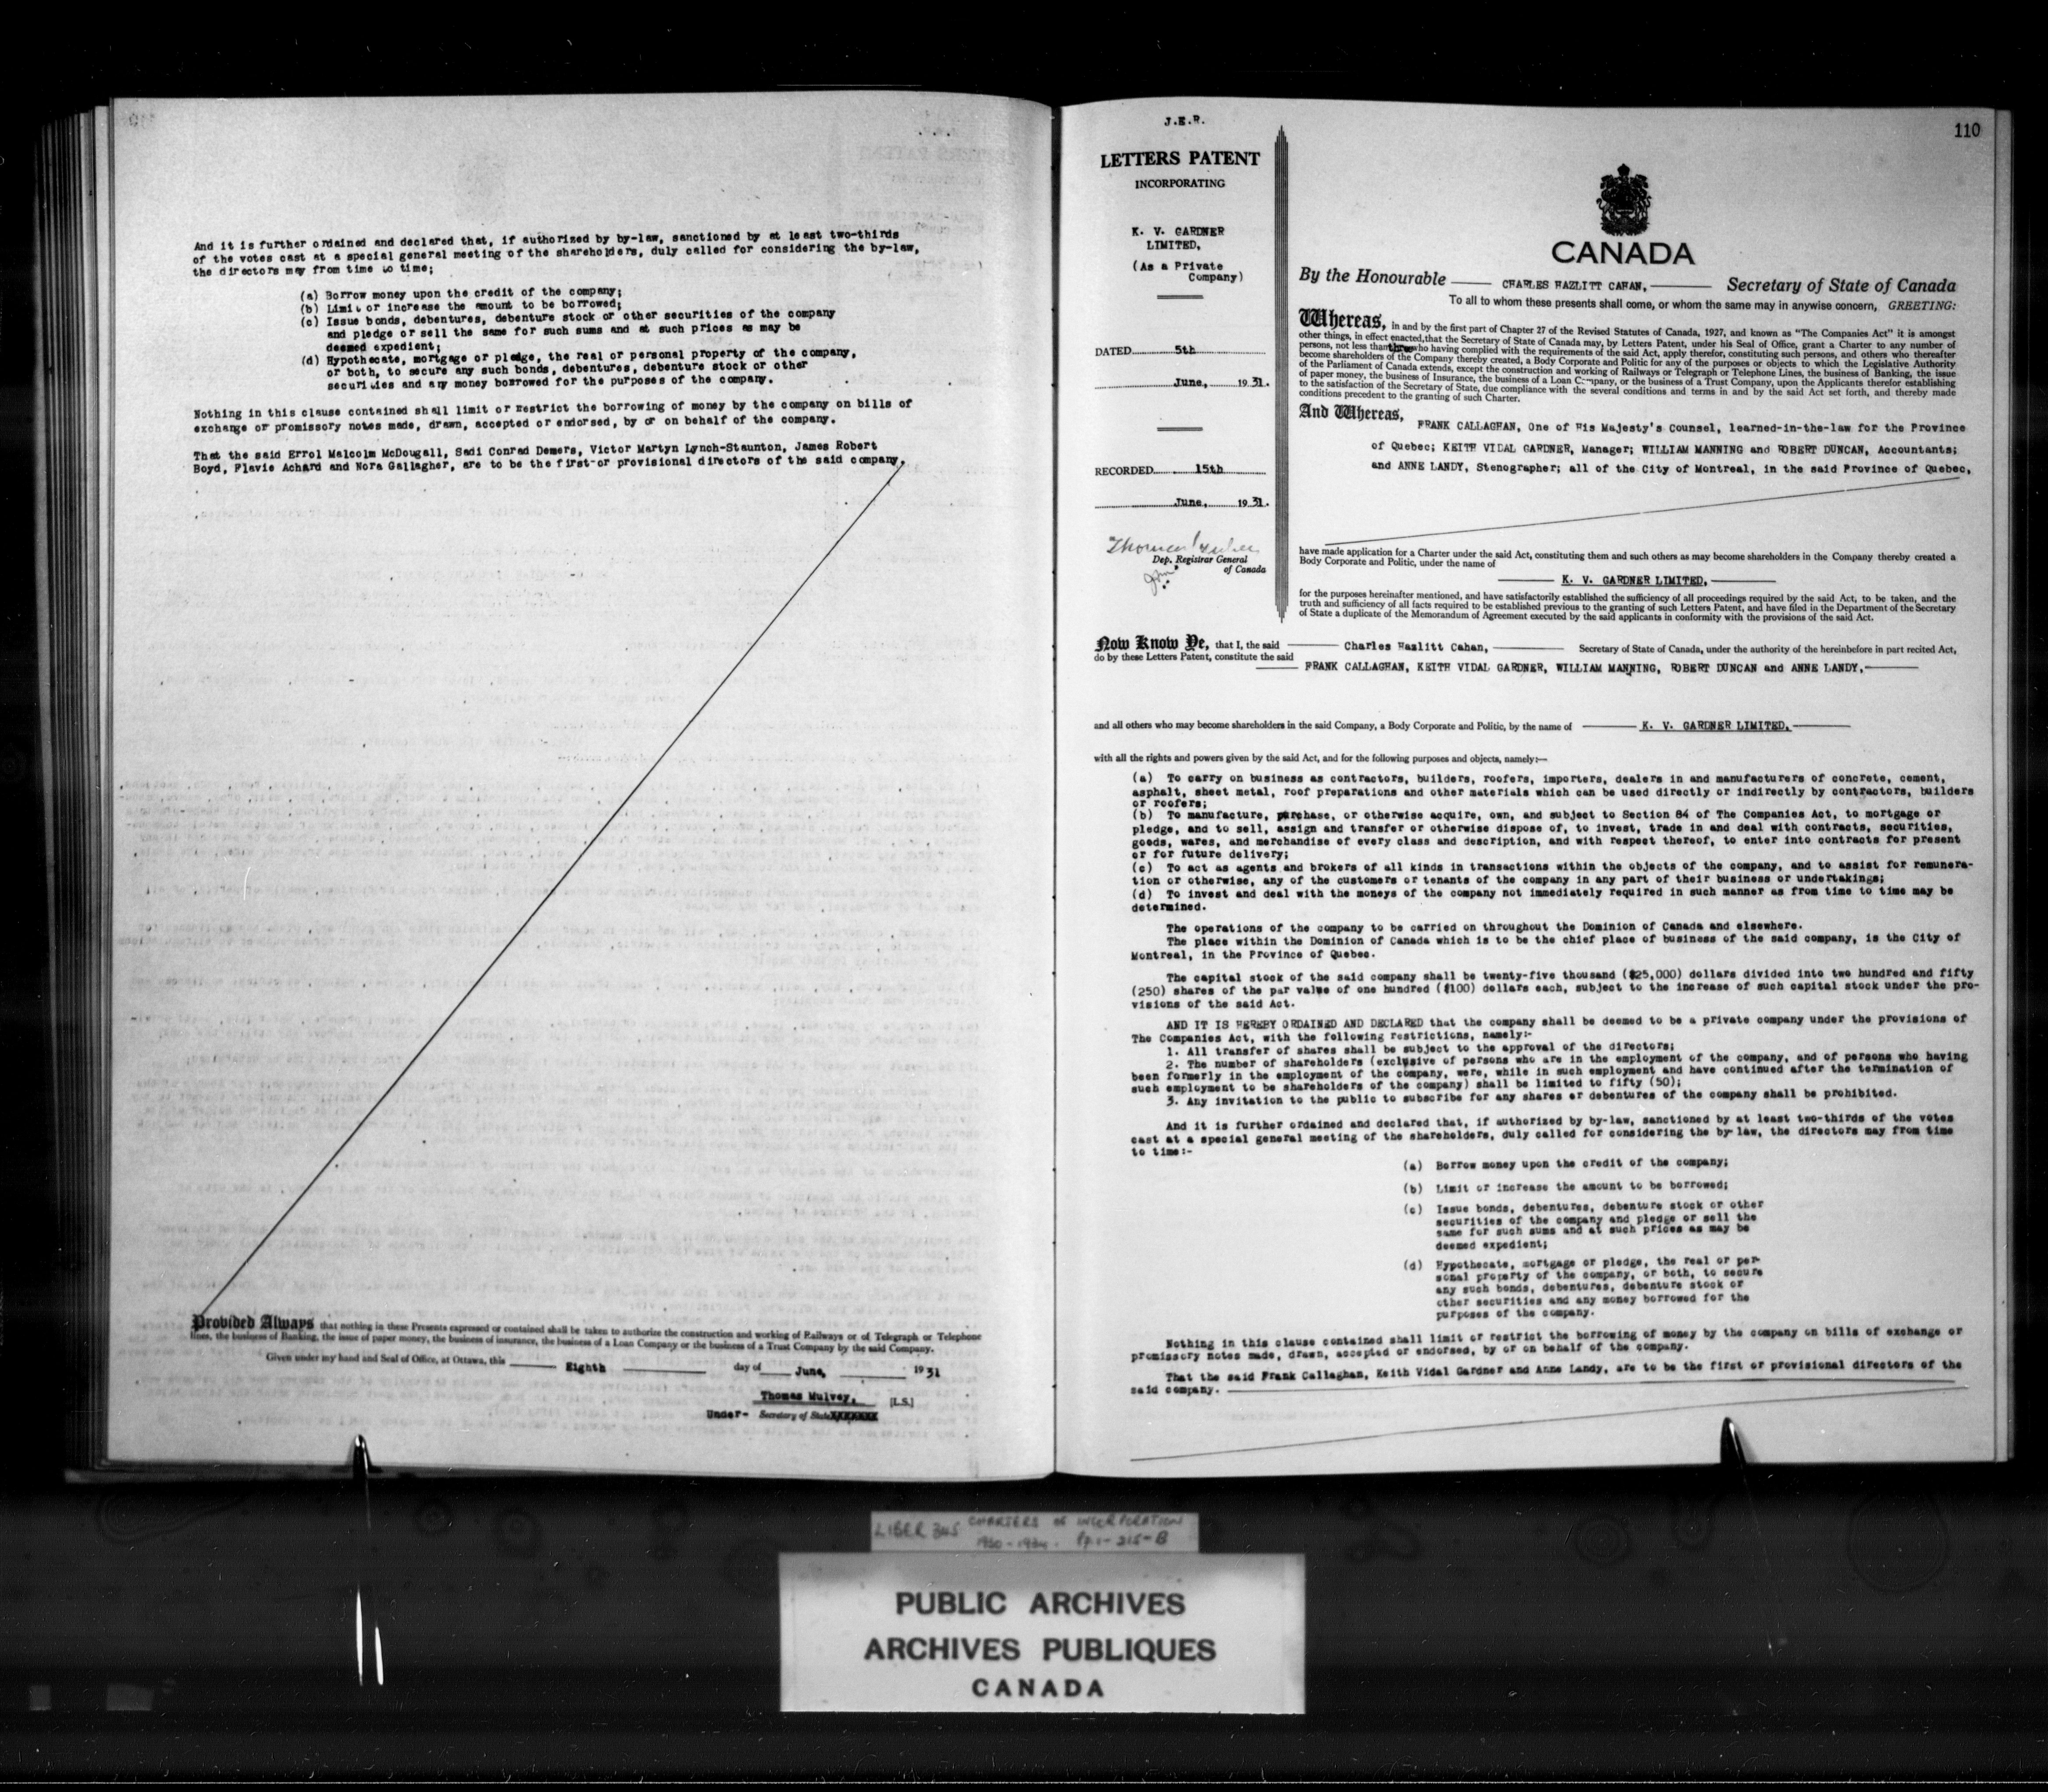 And it is further ordained and declared that, if authorized by by-law, sanctioned by at least two-thirds
of the votes cast at a special general meeting of the shareholders, duly called for considering the by-law,
the directors may from time to time;
(a) Borrow money upon the credit of the company;
(b) Limit or increase the amount to be borrowed;
(c) Issue bonds, debentures, debenture stock or other securities of the company
and pledge or sell the same for such sums and at such prices as may be
deemed expedient;
(d) Hypothecate, mortgage or pledge, the real or personal property of the company,
or both, to secure any such bonds, debentures, debenture stock or other
securities and any money borrowed for the purposes of the company.
Nothing in this clause contained shall limit or restrict the borrowing of money by the company on bills of
exchange or promissory notes made, drawn, accepted or endorsed, by or on behalf of the company.
That the said Errol Malcolm McDougall, Sadi Conrad Demers, Victor Martyn Lynch-Staunton, James Robert
Boyd, Flavie Achard and Nora Gallagher, are to be the first or provisional directors of the said company.
Provided Always that nothing in these Presents expressed or contained shall be taken to authorize the construction and working of Railways or of Telegraph or Telephone
lines, the business of Banking, the issue of paper money, the business of insurance, the business of a Loan Company or the business of a Trust Company by the said Company.
Given under my hand and Seal of Office, at Ottawa, this Eighth day of June, 1931
Thomas Mulvey, [L.S.]
Under- Secretary of State
J.E.R.
LETTERS PATENT
INCORPORATING
K. V. GARDNER
LIMITED,
(As a Private
Company)
DATED 5th
June, 1931.
RECORDED 15th
June, 1931.
Thomas
Dep. Registrar General
of Canada
110
CANADA
By the Honourable CHARLES HAZLITT CAHAN, Secretary of State of Canada
To all to whom these presents shall come, or whom the same may in anywise concern, GREETING:
Whereas, in and by the first part of Chapter 27 of the Revised Statutes of Canada, 1927, and known as "The Companies Act" it is amongst
other things, in effect enacted, that the Secretary of State of Canada may, by Letters Patent, under his Seal of Office, grant a Charter to any number of
persons, not less than three who having complied with the requirements of the said Act, apply therefor, constituting such persons, and others who thereafter
become shareholders of the Company thereby created, a Body Corporate and Politic for any of the purposes or objects to which the Legislative Authority
of the Parliament of Canada extends, except the construction and working of Railways or Telegraph or Telephone Lines, the business of Banking, the issue
of paper money, the business of Insurance, the business of a Loan Company, or the business of a Trust Company, upon the Applicants therefor establishing
to the satisfaction of the Secretary of State, due compliance with the several conditions and terms in and by the said Act set forth, and thereby made
conditions precedent to the granting of such Charter.
And Whereas,
FRANK CALLAGHAN, One of His Majesty's Counsel, learned-in-the-law for the Province
of Quebec; KEITH VIDAL GARDNER, Manager; WILLIAM MANNING and ROBERT DUNCAN, Accountants;
and ANNE LANDY, Stenographer; all of the City of Montreal, in the said Province of Quebec,
have made application for a Charter under the said Act, constituting them and such others as may become shareholders in the Company thereby created a
Body Corporate and Politic, under the name of
K. V. GARDNER LIMITED,
for the purposes hereinafter mentioned, and have satisfactorily established the sufficiency of all proceedings required by the said Act, to be taken, and the
truth and sufficiency of all facts required to be established previous to the granting of such Letters Patent, and have filed in the Department of the Secretary
of State a duplicate of the Memorandum of Agreement executed by the said applicants in conformity with the provisions of the said Act.
Now Know Ye, that I, the said Charles Hazlitt Cahan, Secretary of State of Canada, under the authority of the hereinbefore in part recited Act,
do by these Letters Patent, constitute the said
FRANK CALLAGHAN, KEITH VIDAL GARDNER, WILLIAM MANNING, ROBERT DUNCAN and ANNE LANDY,
and all others who may become shareholders in the said Company, a Body Corporate and Politic, by the name of K. V. GARDNER LIMITED,
with all the rights and powers given by the said Act, and for the following purposes and objects, namely:—
(a) To carry on business as contractors, builders, roofers, importers, dealers in and manufacturers of concrete, cement,
asphalt, sheet metal, roof preparations and other materials which can be used directly or indirectly by contractors, builders
or roofers;
(b) To manufacture, purchase, or otherwise acquire, own, and subject to Section 84 of The Companies Act, to mortgage or
pledge, and to sell, assign and transfer or otherwise dispose of, to invest, trade in and deal with contracts, securities,
goods, wares, and merchandise of every class and description, and with respect thereof, to enter into contracts for present
or for future delivery;
(c) To act as agents and brokers of all kinds in transactions within the objects of the company, and to assist for remunera-
tion or otherwise, any of the customers or tenants of the company in any part of their business or undertakings;
(d) To invest and deal with the moneys of the company not immediately required in such manner as from time to time may be
determined.
The operations of the company to be carried on throughout the Dominion of Canada and elsewhere.
The place within the Dominion of Canada which is to be the chief place of business of the said company, is the City of
Montreal, in the Province of Quebec.
The capital stock of the said company shall be twenty-five thousand ($25,000) dollars divided into two hundred and fifty
(250) shares of the par value of one hundred ($100) dollars each, subject to the increase of such capital stock under the pro-
visions of the said Act.
AND IT IS HEREBY ORDAINED AND DECLARED that the company shall be deemed to be a private company under the provisions of
The Companies Act, with the following restrictions, namely:-
1. All transfer of shares shall be subject to the approval of the directors;
2. The number of shareholders (exclusive of persons who are in the employment of the company, and of persons who having
been formerly in the employment of the company, were, while in such employment and have continued after the termination of
such employment to be shareholders of the company) shall be limited to fifty (50);
3. Any invitation to the public to subscribe for any shares or debentures of the company shall be prohibited.
And it is further ordained and declared that, if authorized by by-law, sanctioned by at least two-thirds of the votes
cast at a special general meeting of the shareholders, duly called for considering the by-law, the directors may from time
to time:-
(a) Borrow money upon the credit of the company;
(b) Limit or increase the amount to be borrowed;
(c) Issue bonds, debentures, debenture stock or other
securities of the company and pledge or sell the
same for such sums and at such prices as may be
deemed expedient;
(d) Hypothecate, mortgage or pledge, the real or per-
sonal property of the company, or both, to secure
any such bonds, debentures, debenture stock or
other securities and any money borrowed for the
purposes of the company.
Nothing in this clause contained shall limit or restrict the borrowing of money by the company on bills of exchange or
promissory notes made, drawn, accepted or endorsed, by or on behalf of the company.
That the said Frank Callaghan, Keith Vidal Gardner and Anne Landy, are to be the first or provisional directors of the
said company.
LIBER 345 CHARTERS of INCORPORATION
1930-1934. Pg.1-215-B
PUBLIC ARCHIVES
ARCHIVES PUBLIQUES
CANADA